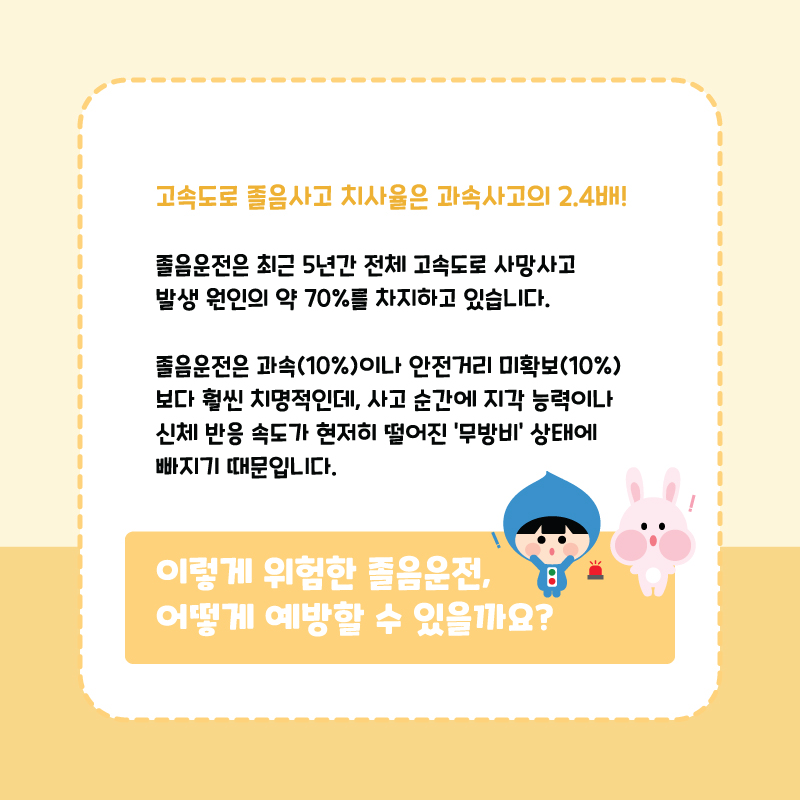 고속도로 졸음사고 치사율은 과속사고의 2.4배!
졸음운전은 최근 5년간 전체 고속도로 사망사고
발생 원인의 약 70%를 차지하고 있습니다.
졸음운전은 과속(10%)이나 안전거리 미확보(10%)
보다 훨씬 치명적인데, 사고 순간에 지각 능력이나
신체 반응 속도가 현저히 떨어진 '무방비' 상태에
빠지기 때문입니다.
이렇게 위험한 졸음운전,
어떻게 예방할 수 있을까요?